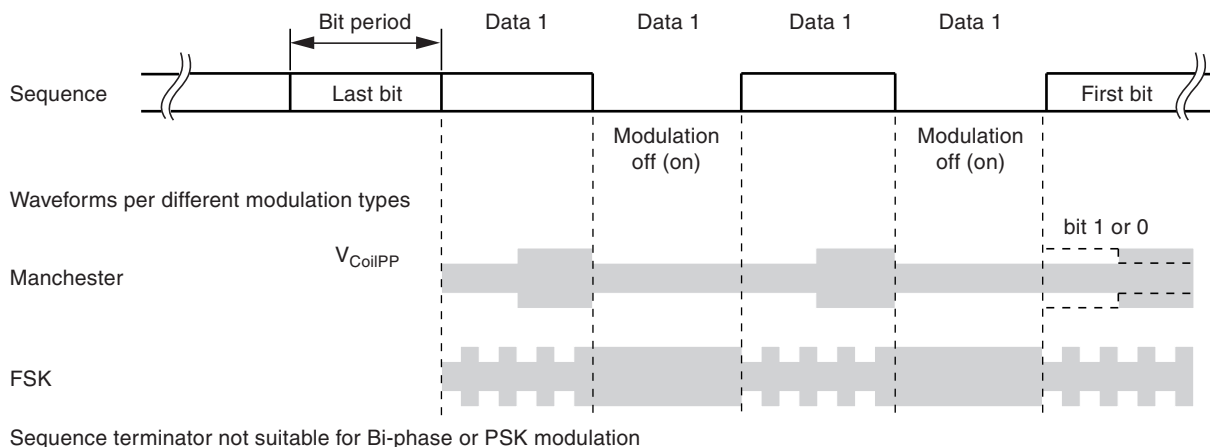 Bit period Data 1 Data 1 Data 1 Data 1
Sequence Last bit First bit
Modulation off (on) Modulation off (on)
Waveforms per different modulation types
bit 1 or 0
VCoilPP
Manchester
FSK
Sequence terminator not suitable for Bi-phase or PSK modulation